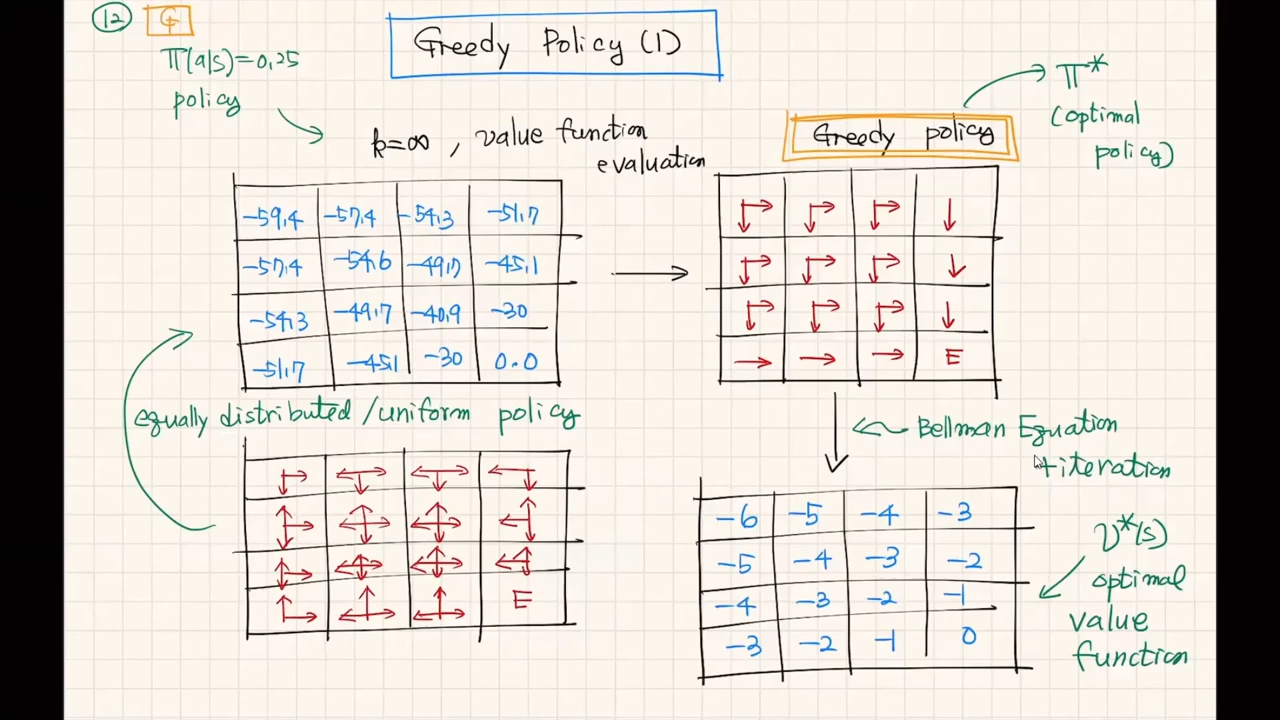 12 G
Greedy Policy (1)
π(a|s)=0.25
policy
k=∞, value function
evaluation
Greedy policy
π*
(optimal
policy)
-59.4 -57.4 -54.3 -51.7
-57.4 -54.6 -49.7 -45.1
-54.3 -49.7 -40.9 -30
-51.7 -45.1 -30 0.0
E
equally distributed /uniform policy
E
Bellman Equation
+iteration
-6 -5 -4 -3
-5 -4 -3 -2
-4 -3 -2 -1
-3 -2 -1 0
v*(s)
optimal
value
function